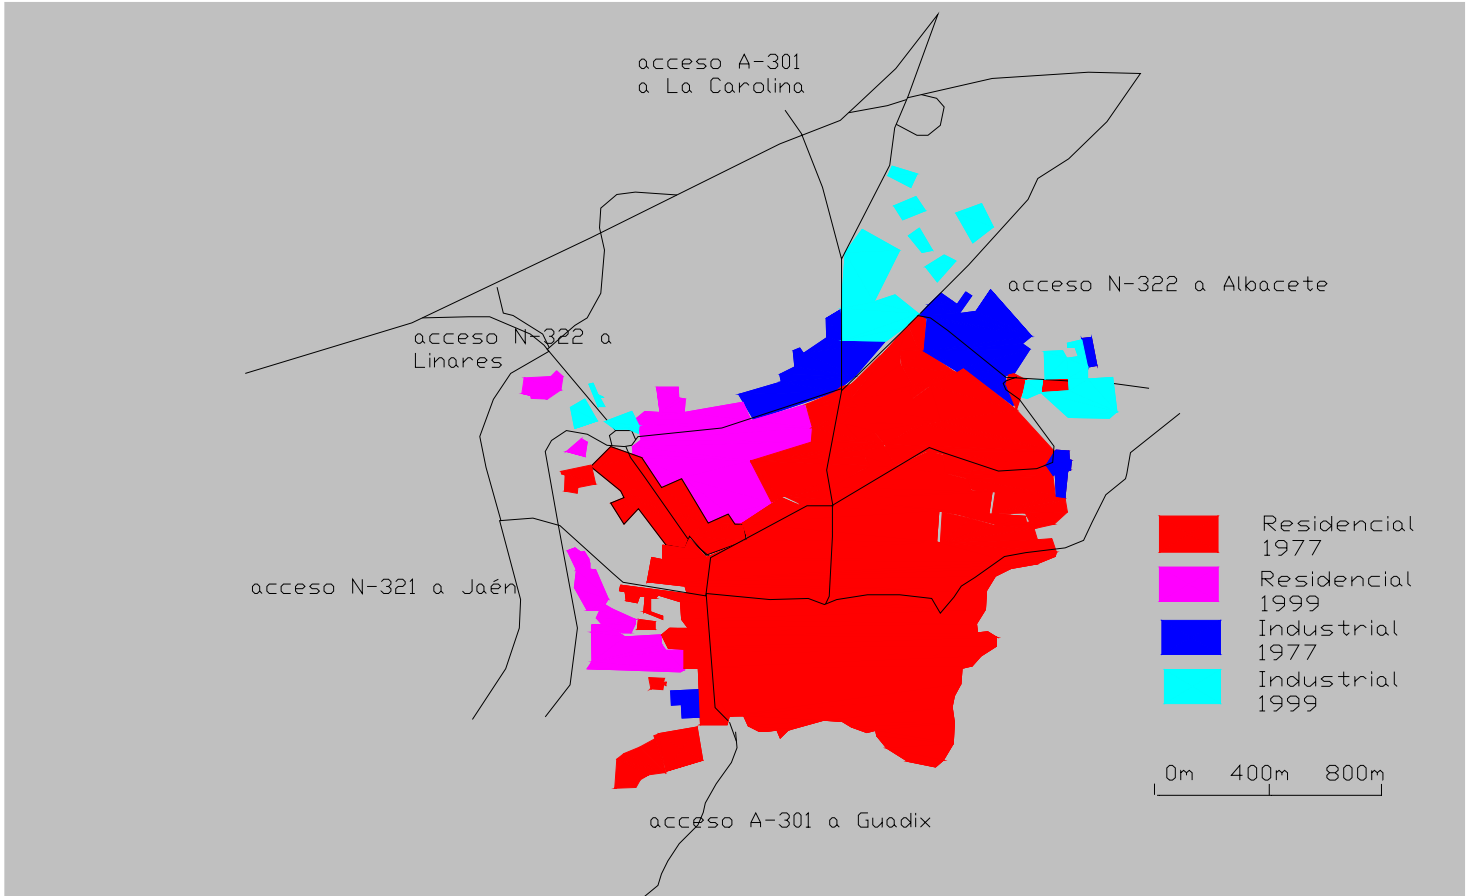 acceso A-301
a La Carolina
acceso N-322 a Albacete
acceso N-322 a
Linares
acceso N-321 a Jaén
Residencial
1977
Residencial
1999
Industrial
1977
Industrial
1999
0m 400m 800m
acceso A-301 a Guadix